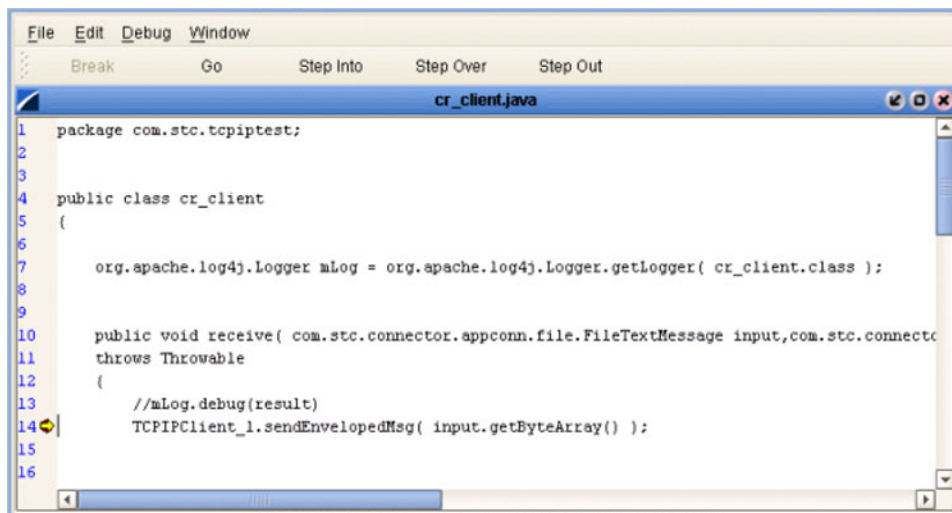 File Edit Debug Window
Break Go Step Into Step Over Step Out
cr_client.java
1 package com.stc.tcpiptest;
2
3
4 public class cr_client
5 {
6
7 org.apache.log4j.Logger mLog = org.apache.log4j.Logger.getLogger( cr_client.class );
8
9
10 public void receive( com.stc.connector.appconn.file.FileTextMessage input,com.stc.connecto
11 throws Throwable
12 {
13 //mLog.debug(result)
14 TCPIPClient_1.sendEnvelopedMsg( input.getByteArray() );
15
16